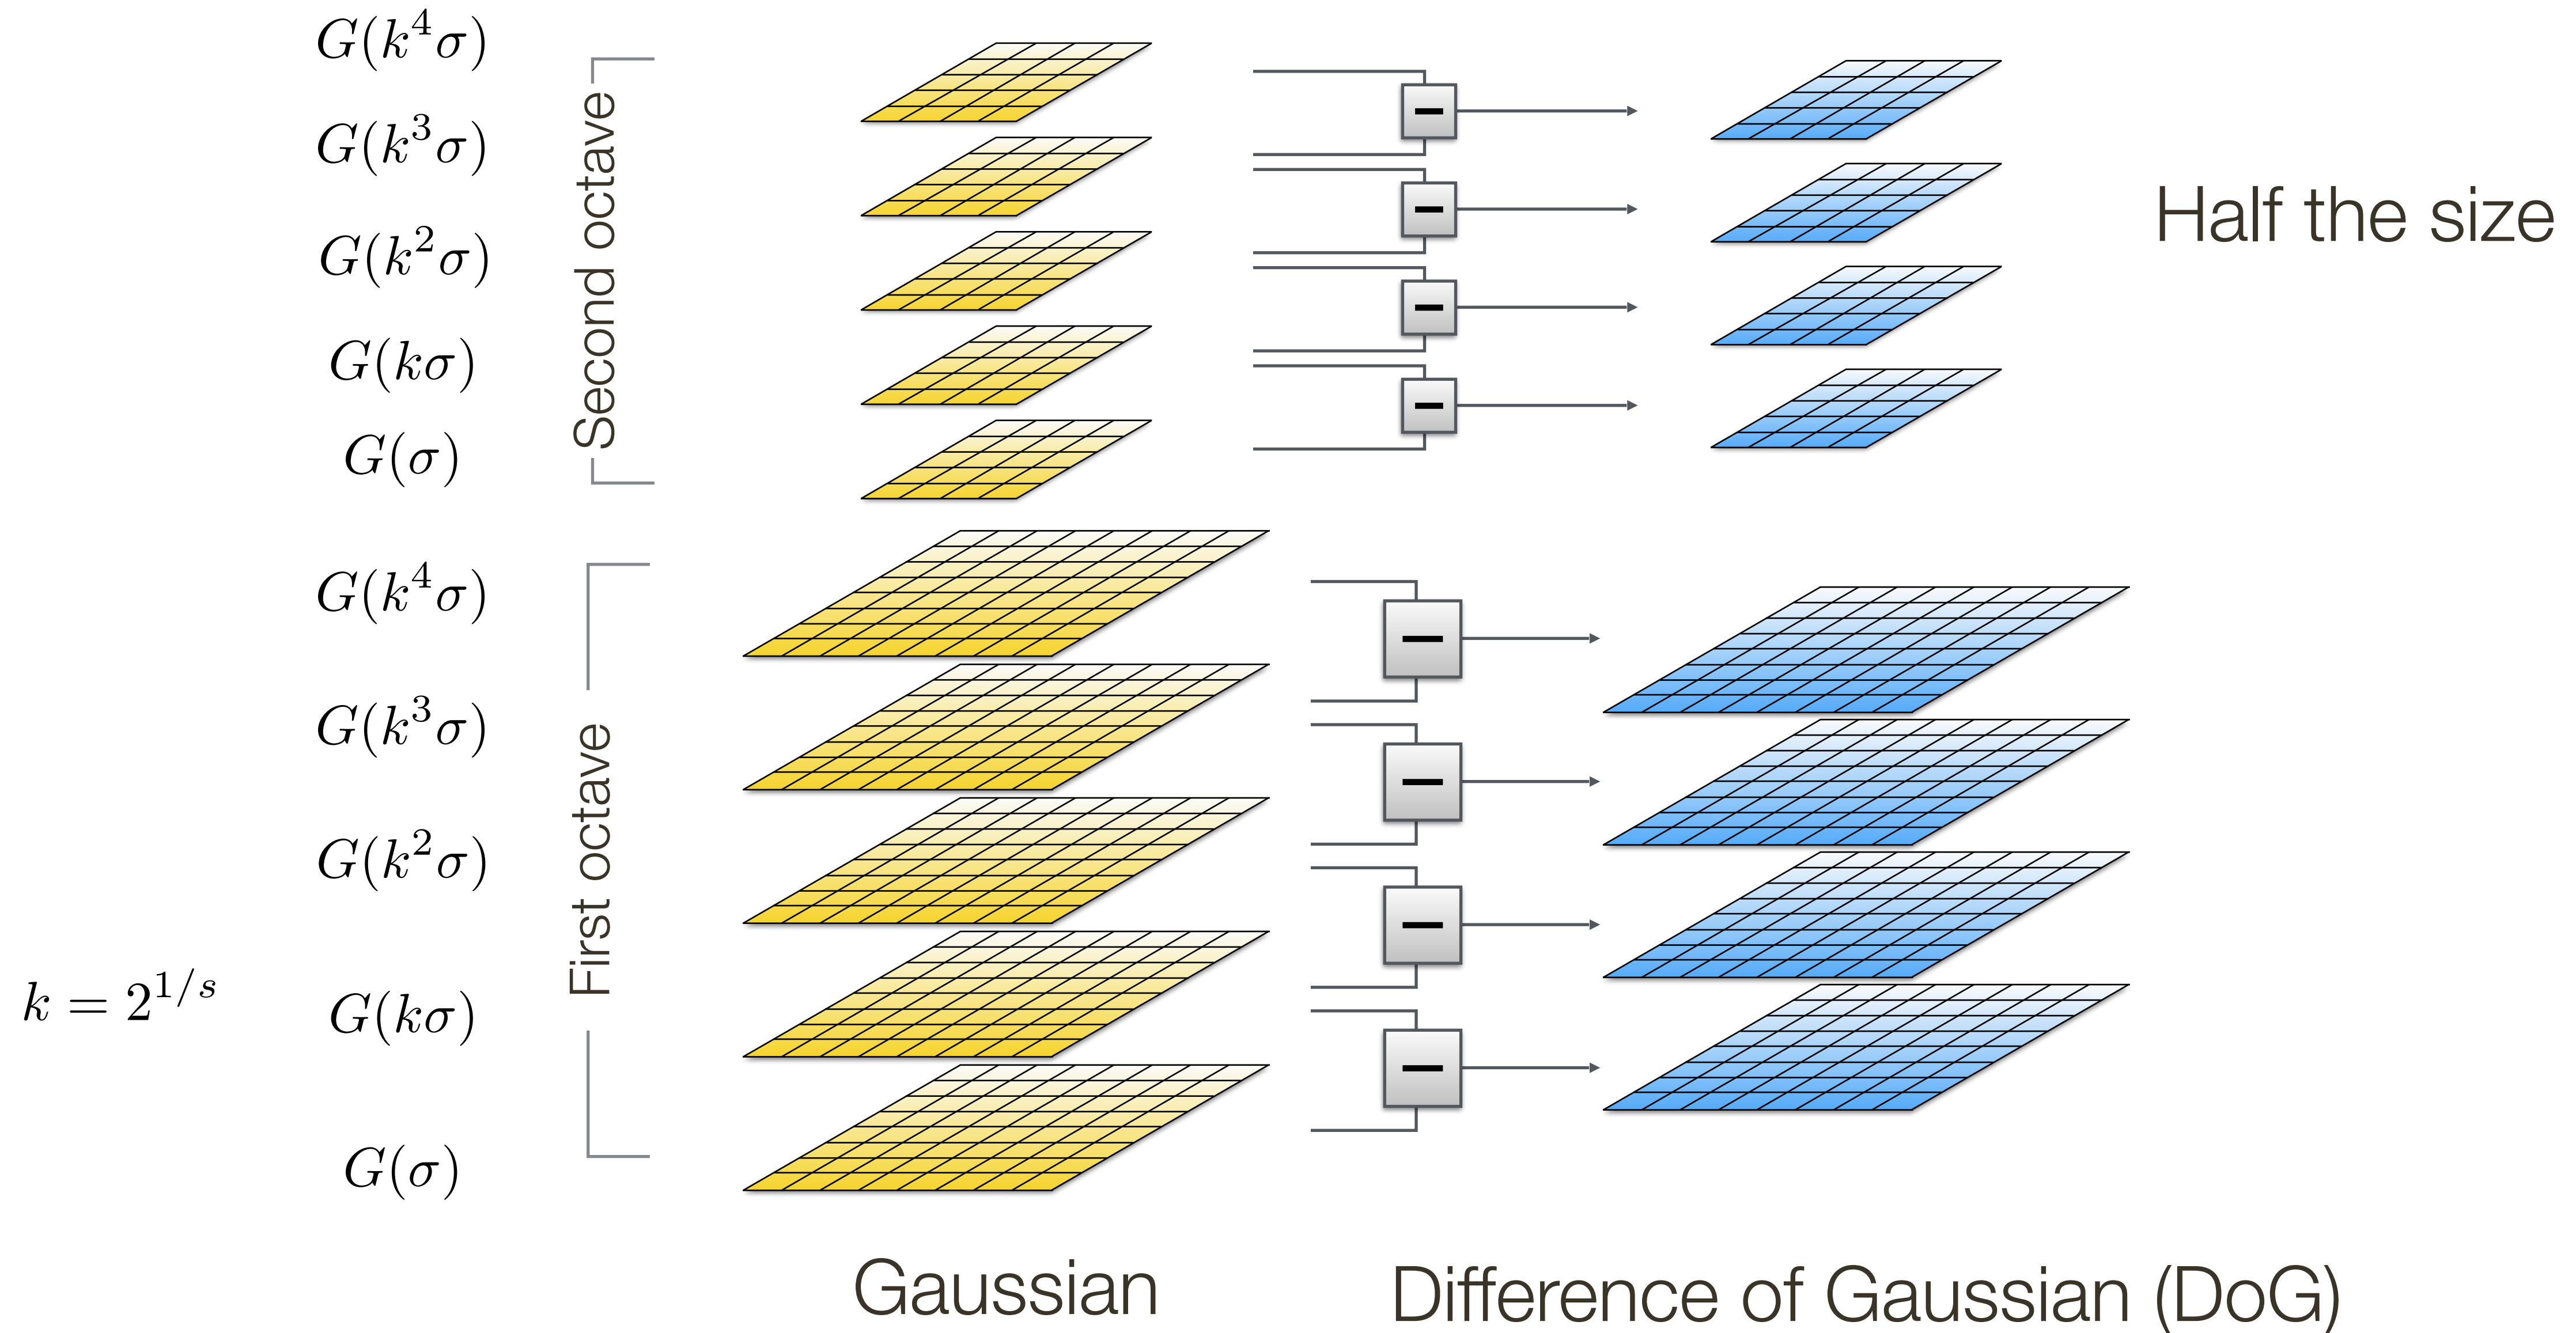 G(k⁴σ)
G(k³σ)
G(k²σ)
G(kσ)
G(σ)
Second octave
Half the size
G(k⁴σ)
G(k³σ)
G(k²σ)
G(kσ)
G(σ)
First octave
k = 2^{1/s}
Gaussian
Difference of Gaussian (DoG)